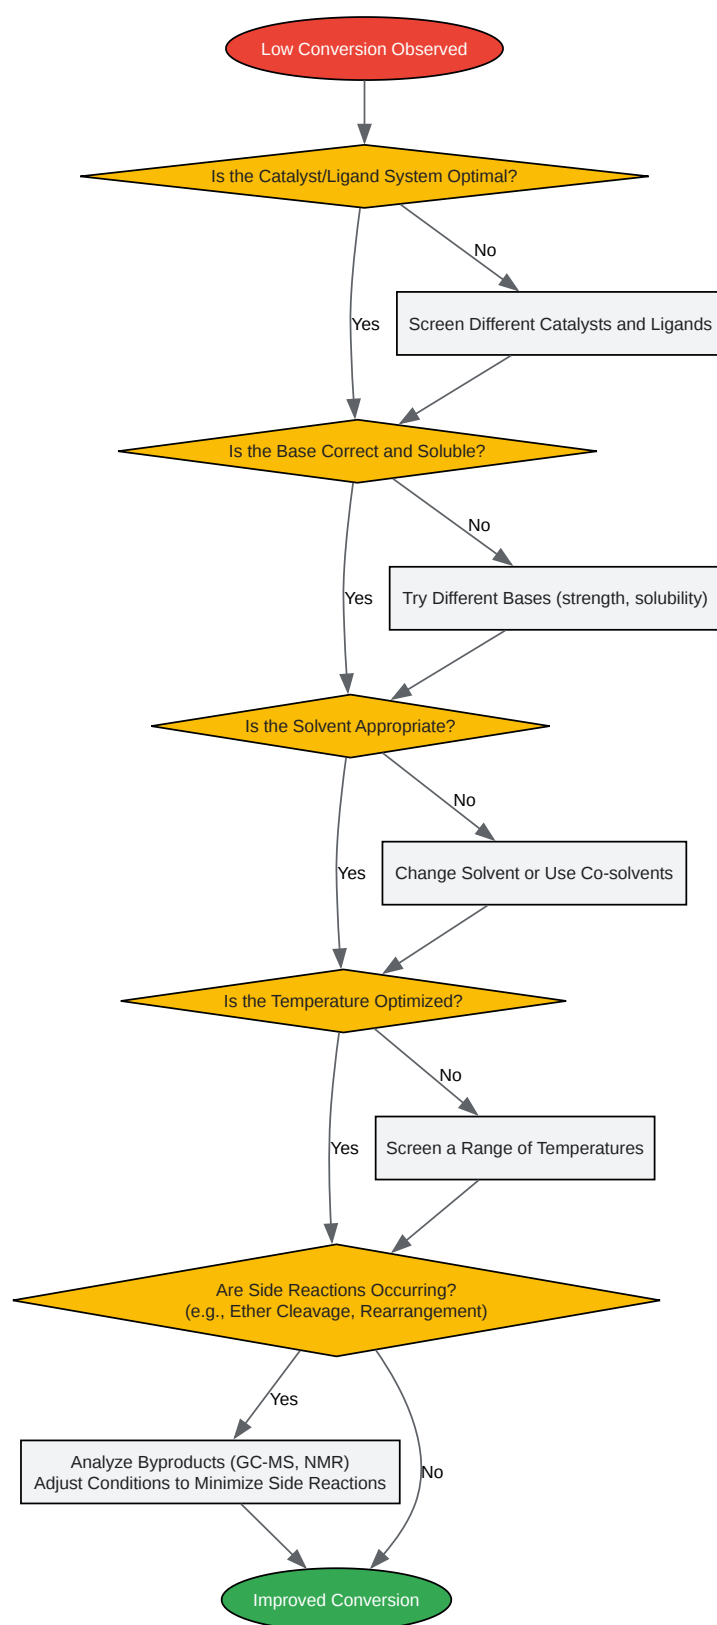 Low Conversion Observed
Is the Catalyst/Ligand System Optimal?
No
Yes
Screen Different Catalysts and Ligands
Is the Base Correct and Soluble?
No
Yes
Try Different Bases (strength, solubility)
Is the Solvent Appropriate?
No
Yes
Change Solvent or Use Co-solvents
Is the Temperature Optimized?
No
Yes
Screen a Range of Temperatures
Are Side Reactions Occurring?
(e.g., Ether Cleavage, Rearrangement)
Yes
Analyze Byproducts (GC-MS, NMR)
Adjust Conditions to Minimize Side Reactions
No
Improved Conversion